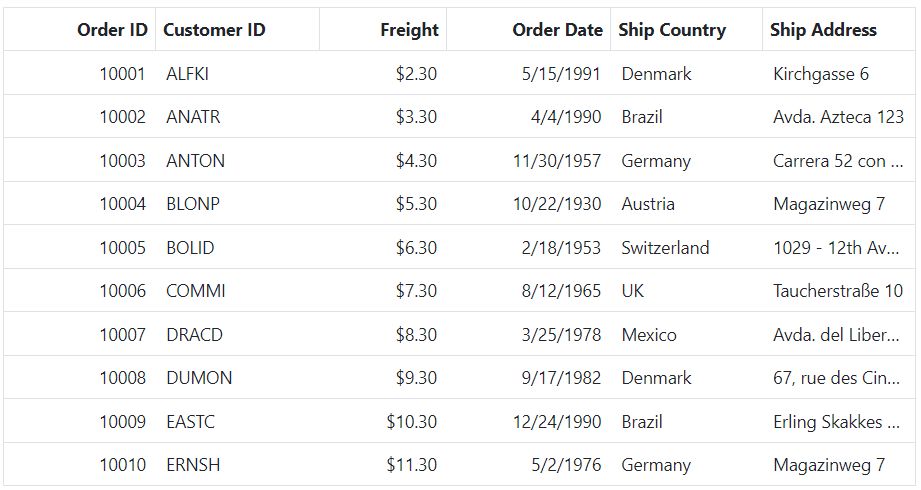 Order ID Customer ID Freight Order Date Ship Country Ship Address
10001 ALFKI $2.30 5/15/1991 Denmark Kirchgasse 6
10002 ANATR $3.30 4/4/1990 Brazil Avda. Azteca 123
10003 ANTON $4.30 11/30/1957 Germany Carrera 52 con ...
10004 BLONP $5.30 10/22/1930 Austria Magazinweg 7
10005 BOLID $6.30 2/18/1953 Switzerland 1029 - 12th Av...
10006 COMMI $7.30 8/12/1965 UK Taucherstraße 10
10007 DRACD $8.30 3/25/1978 Mexico Avda. del Liber...
10008 DUMON $9.30 9/17/1982 Denmark 67, rue des Cin...
10009 EASTC $10.30 12/24/1990 Brazil Erling Skakkes ...
10010 ERNSH $11.30 5/2/1976 Germany Magazinweg 7